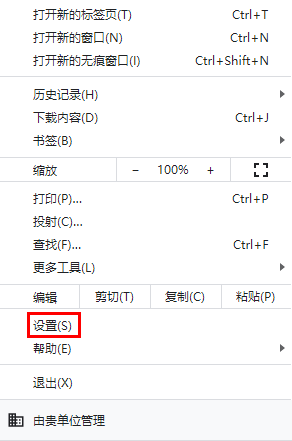 打开新的标签页(T) Ctrl+T
打开新的窗口(N) Ctrl+N
打开新的无痕窗口(I) Ctrl+Shift+N
历史记录(H)
下载内容(D) Ctrl+J
书签(B)
缩放 − 100% +
打印(P)... Ctrl+P
投射(C)...
查找(F)... Ctrl+F
更多工具(L)
编辑 剪切(T) 复制(C) 粘贴(P)
设置(S)
帮助(E)
退出(X)
由贵单位管理